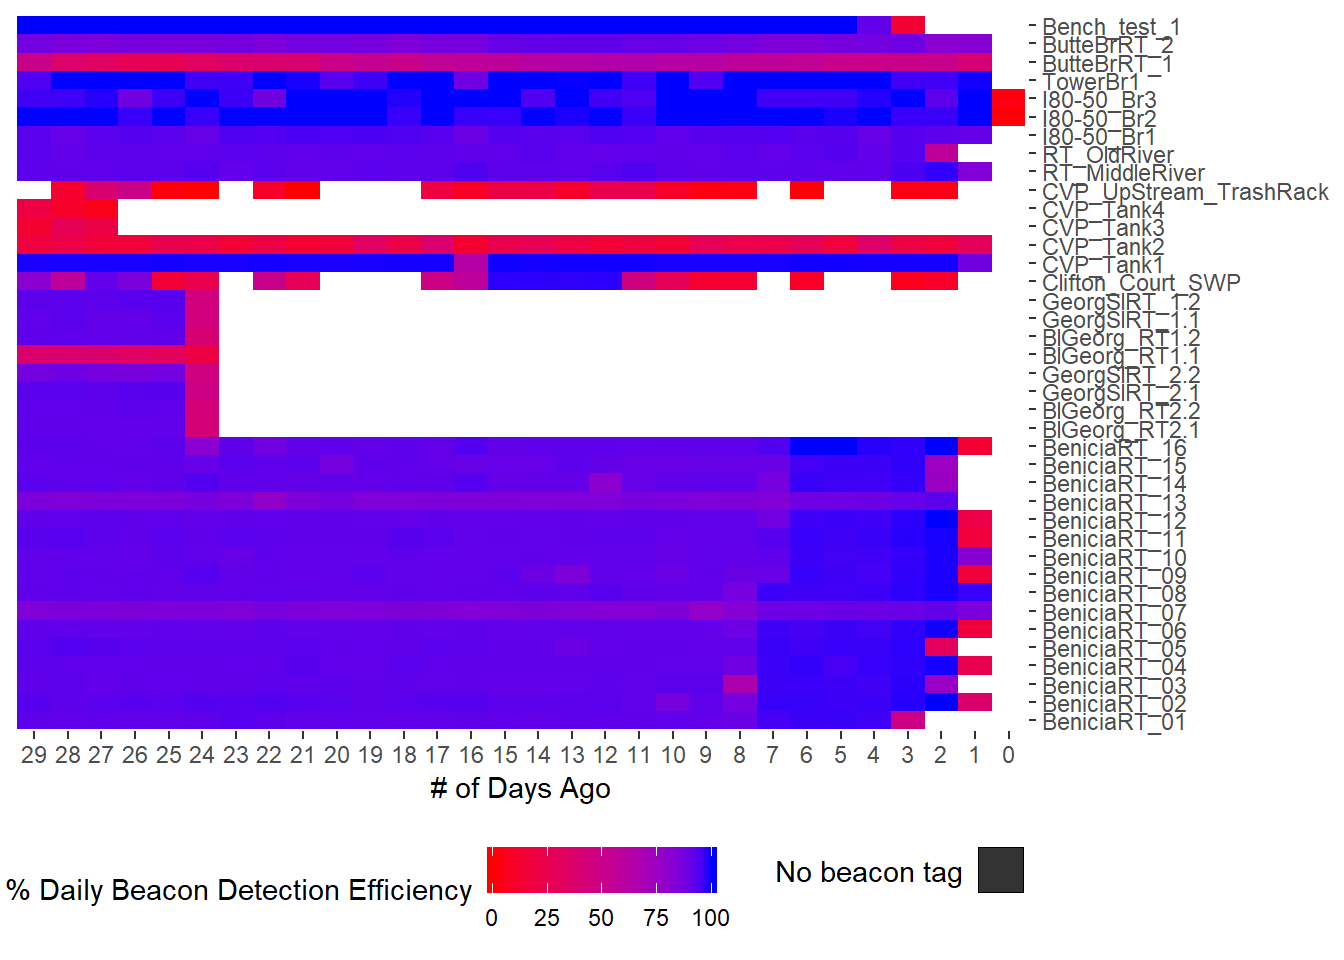 Bench_test_1
ButteBrRT_2
ButteBrRT_1
TowerBr1
I80-50_Br3
I80-50_Br2
I80-50_Br1
RT_OldRiver
RT_MiddleRiver
CVP_UpStream_TrashRack
CVP_Tank4
CVP_Tank3
CVP_Tank2
CVP_Tank1
Clifton_Court_SWP
GeorgSlRT_1.2
GeorgSlRT_1.1
BlGeorg_RT1.2
BlGeorg_RT1.1
GeorgSlRT_2.2
GeorgSlRT_2.1
BlGeorg_RT2.2
BlGeorg_RT2.1
BeniciaRT_16
BeniciaRT_15
BeniciaRT_14
BeniciaRT_13
BeniciaRT_12
BeniciaRT_11
BeniciaRT_10
BeniciaRT_09
BeniciaRT_08
BeniciaRT_07
BeniciaRT_06
BeniciaRT_05
BeniciaRT_04
BeniciaRT_03
BeniciaRT_02
BeniciaRT_01
29 28 27 26 25 24 23 22 21 20 19 18 17 16 15 14 13 12 11 10 9 8 7 6 5 4 3 2 1 0
# of Days Ago
% Daily Beacon Detection Efficiency
0 25 50 75 100
No beacon tag